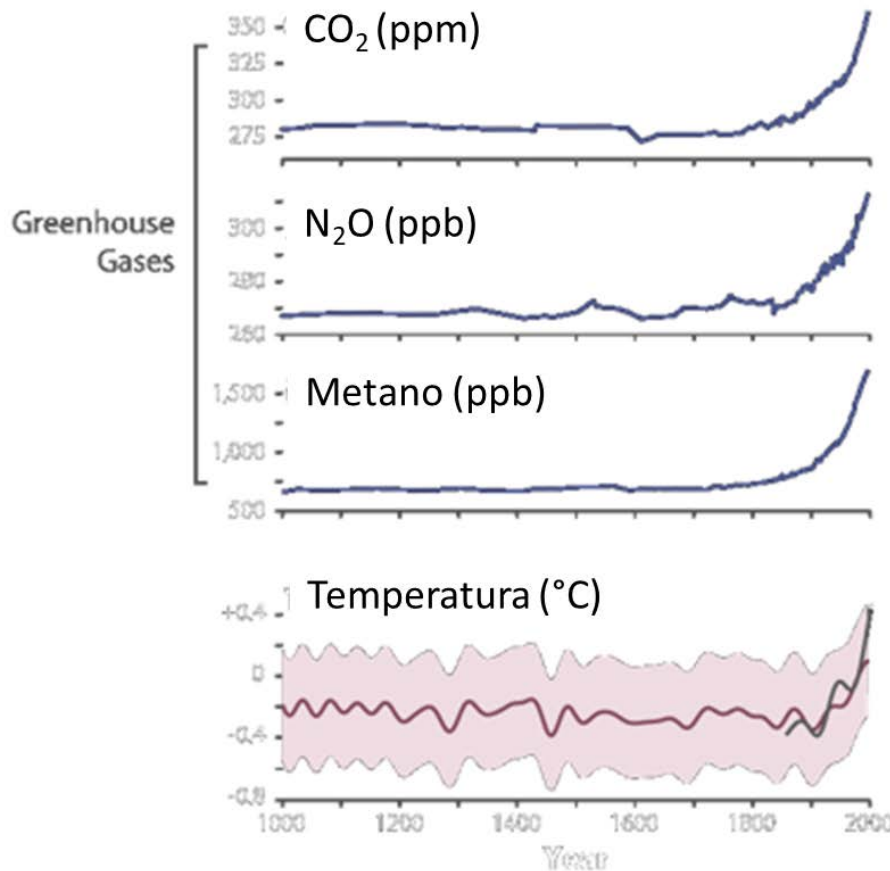 CO₂ (ppm)
350
325
300
275
Greenhouse
Gases
N₂O (ppb)
300
280
260
Metano (ppb)
1,500
1,000
500
Temperatura (°C)
+0.4
0
-0.4
-0.8
1000 1200 1400 1600 1800 2000
Year